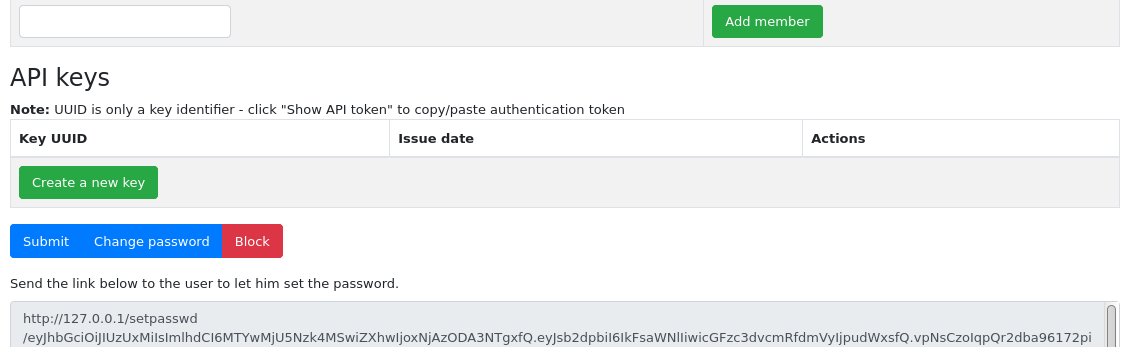 Add member
API keys
Note: UUID is only a key identifier - click "Show API token" to copy/paste authentication token
Key UUID Issue date Actions
Create a new key
Submit Change password Block
Send the link below to the user to let him set the password.
http://127.0.0.1/setpasswd
/eyJhbGciOiJIUzUxMiIsImlhdCI6MTYwMjU5Nzk4MSwiZXhwIjoxNjAzODA3NTgxfQ.eyJsb2dpbiI6IkFsaWNlIiwicGFzc3dvcmRfdmVyIjpudWxsfQ.vpNsCzoIqpQr2dba96172pi